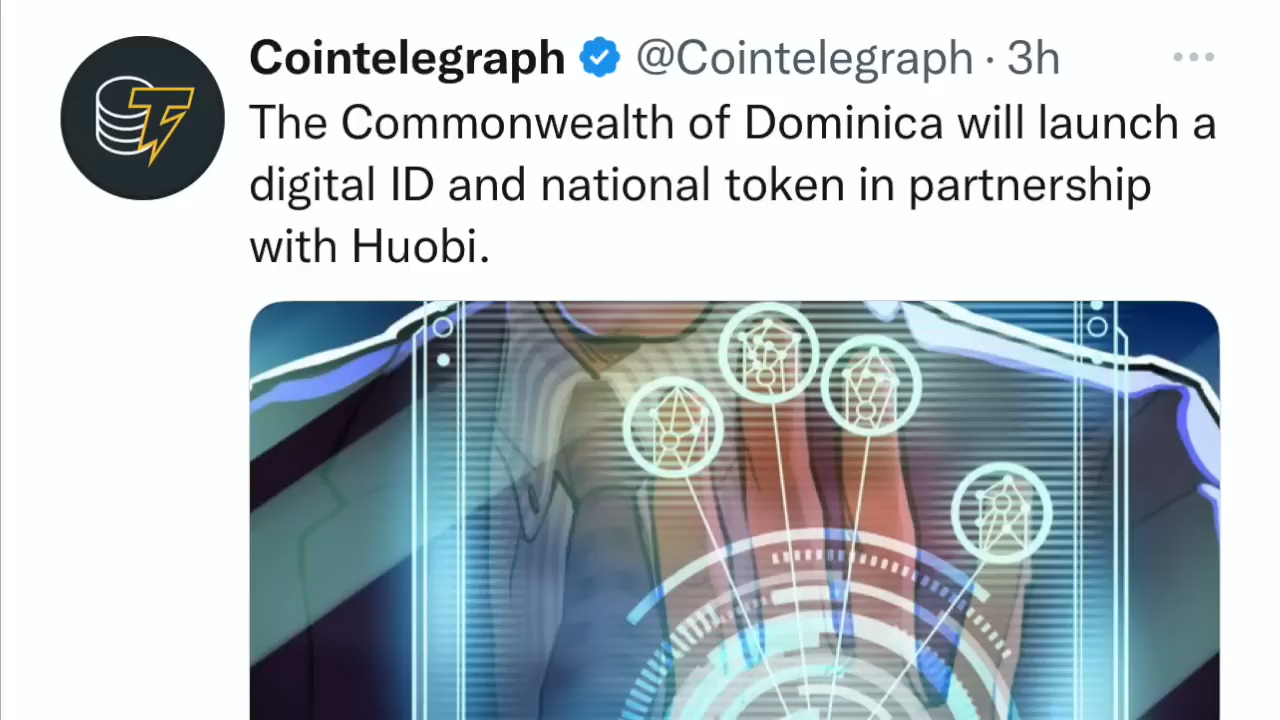 Cointelegraph @Cointelegraph · 3h
The Commonwealth of Dominica will launch a
digital ID and national token in partnership
with Huobi.